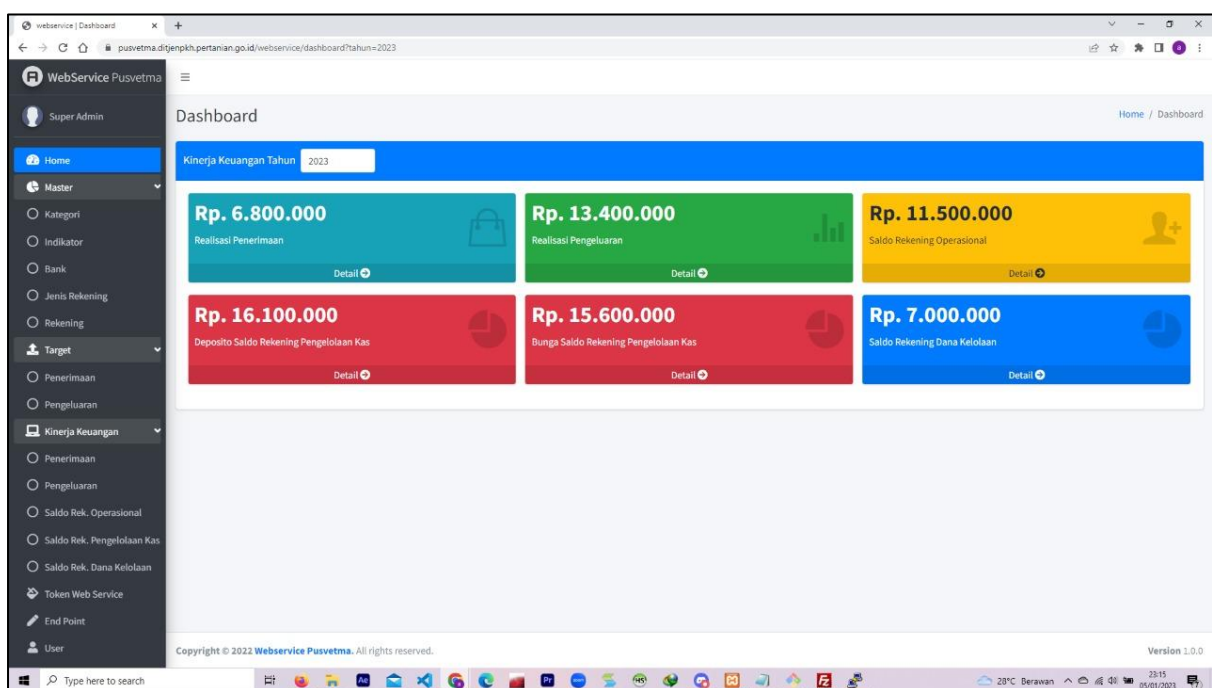 webservice | Dashboard
pusvetma.ditjenpkh.pertanian.go.id/webservice/dashboard?tahun=2023
WebService Pusvetma
Super Admin
Home
Master
Kategori
Indikator
Bank
Jenis Rekening
Rekening
Target
Penerimaan
Pengeluaran
Kinerja Keuangan
Penerimaan
Pengeluaran
Saldo Rek. Operasional
Saldo Rek. Pengelolaan Kas
Saldo Rek. Dana Kelolaan
Token Web Service
End Point
User
Dashboard
Home / Dashboard
Kinerja Keuangan Tahun 2023
Rp. 6.800.000
Realisasi Penerimaan
Detail
Rp. 13.400.000
Realisasi Pengeluaran
Detail
Rp. 11.500.000
Saldo Rekening Operasional
Detail
Rp. 16.100.000
Deposito Saldo Rekening Pengelolaan Kas
Detail
Rp. 15.600.000
Bunga Saldo Rekening Pengelolaan Kas
Detail
Rp. 7.000.000
Saldo Rekening Dana Kelolaan
Detail
Copyright © 2022 Webservice Pusvetma. All rights reserved.
Version 1.0.0
Type here to search
28°C Berawan
23:15
05/01/2023